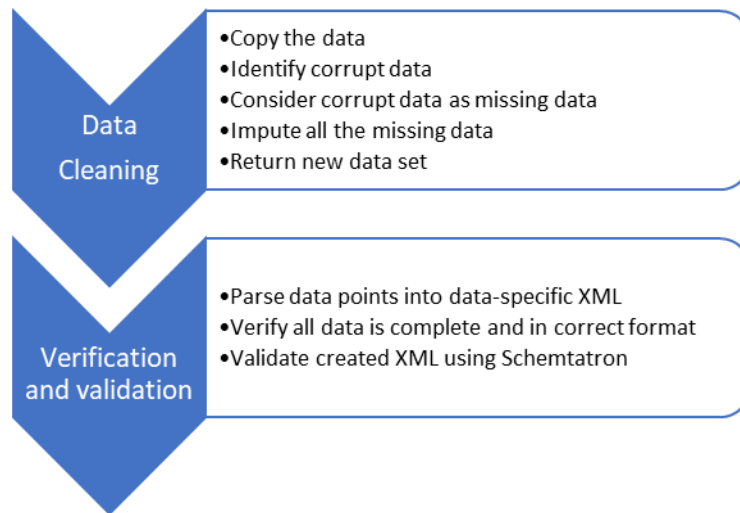 Data
Cleaning
•Copy the data
•Identify corrupt data
•Consider corrupt data as missing data
•Impute all the missing data
•Return new data set
Verification
and validation
•Parse data points into data-specific XML
•Verify all data is complete and in correct format
•Validate created XML using Schemtatron